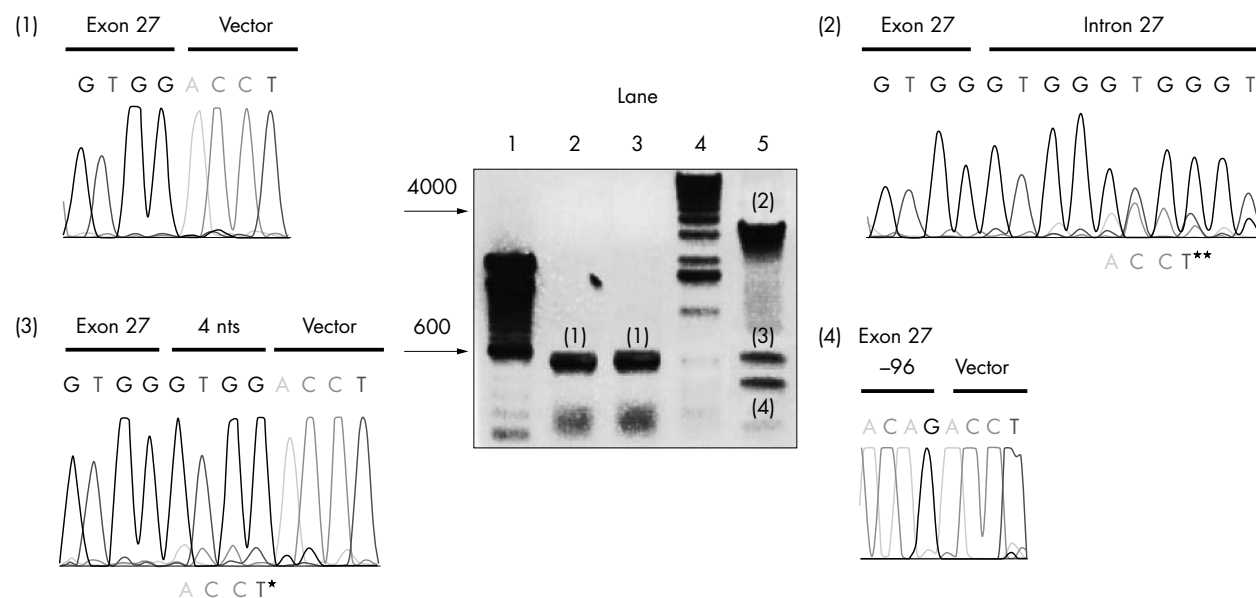 (1) Exon 27 Vector
G T G G A C C T
(2) Exon 27 Intron 27
G T G G G T G G G T G G G T
Lane
1 2 3 4 5
4000
600
(2)
(1) (1) (3)
(4)
(3) Exon 27 4 nts Vector
G T G G G T G G A C C T
A C C T★
A C C T★★
(4) Exon 27
–96 Vector
A C A G A C C T